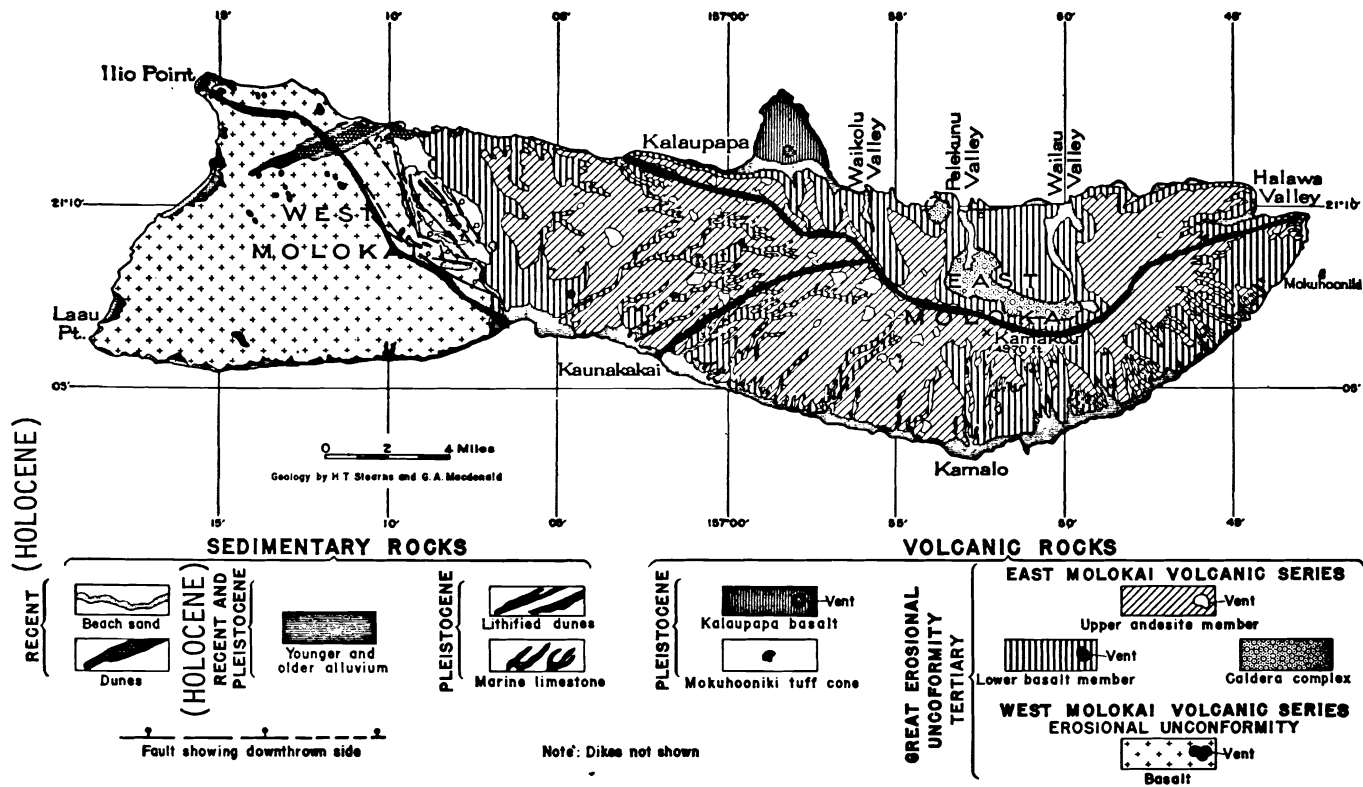 15' 10' 05' 157°00' 55' 50' 45'
Ilio Point
Kalaupapa
Waikolu Valley
Pelekunu Valley
Wailau Valley
Halawa Valley
21°10'
21°10'
WEST MOLOKAI
EAST MOLOKAI
Mokuhooniki
Laau Pt.
Kamakou
4970 ft.
Kaunakakai
05'
05'
0 2 4 Miles
Geology by H T Stearns and G. A. Macdonald
Kamalo
15' 10' 05' 157°00' 55' 50' 45'
SEDIMENTARY ROCKS
(HOLOCENE)
RECENT
Beach sand
Dunes
(HOLOCENE)
RECENT AND
PLEISTOGENE
Younger and
older alluvium
PLEISTOGENE
Lithified dunes
Marine limestone
Fault showing downthrown side
Note: Dikes not shown
VOLCANIC ROCKS
PLEISTOGENE
Vent
Kalaupapa basalt
Mokuhooniki tuff cone
GREAT EROSIONAL
UNCOFORMITY
TERTIARY
EAST MOLOKAI VOLCANIC SERIES
Vent
Upper andesite member
Vent
Lower basalt member
Caldera complex
WEST MOLOKAI VOLCANIC SERIES
EROSIONAL UNCONFORMITY
Vent
Basalt